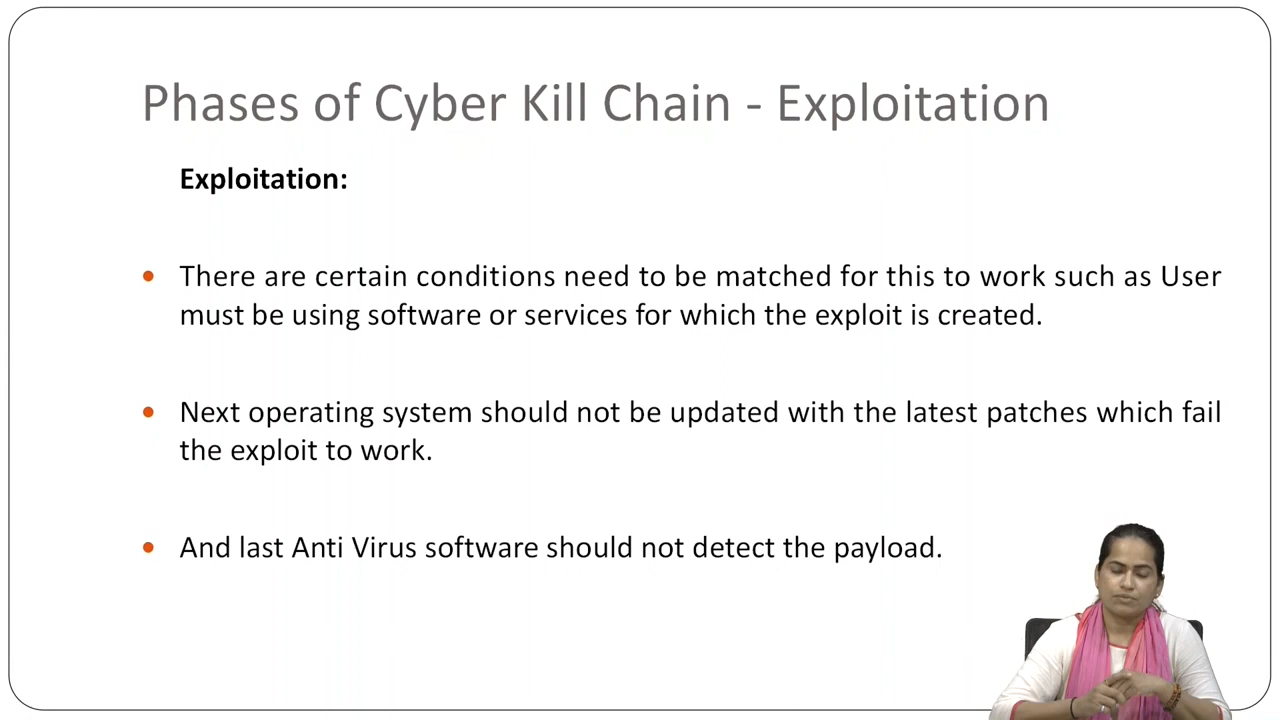 Phases of Cyber Kill Chain - Exploitation
Exploitation:
There are certain conditions need to be matched for this to work such as User
must be using software or services for which the exploit is created.
Next operating system should not be updated with the latest patches which fail
the exploit to work.
And last Anti Virus software should not detect the payload.